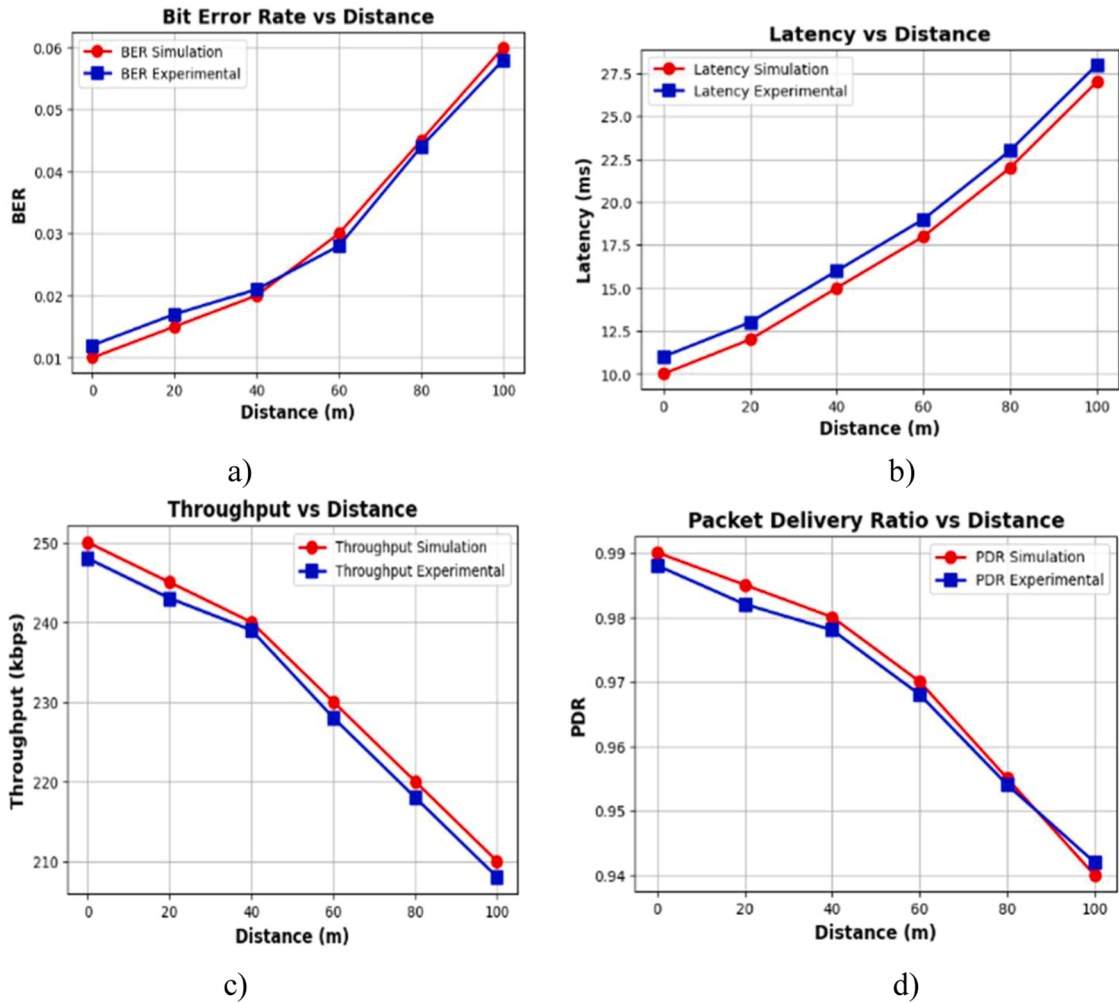 Bit Error Rate vs Distance
BER Simulation
BER Experimental
0.06
0.05
0.04
0.03
0.02
0.01
BER
0
20
40
60
80
100
Distance (m)
a)
Latency vs Distance
Latency Simulation
Latency Experimental
27.5
25.0
22.5
20.0
17.5
15.0
12.5
10.0
Latency (ms)
0
20
40
60
80
100
Distance (m)
b)
Throughput vs Distance
Throughput Simulation
Throughput Experimental
250
240
230
220
210
Throughput (kbps)
0
20
40
60
80
100
Distance (m)
c)
Packet Delivery Ratio vs Distance
PDR Simulation
PDR Experimental
0.99
0.98
0.97
0.96
0.95
0.94
PDR
0
20
40
60
80
100
Distance (m)
d)